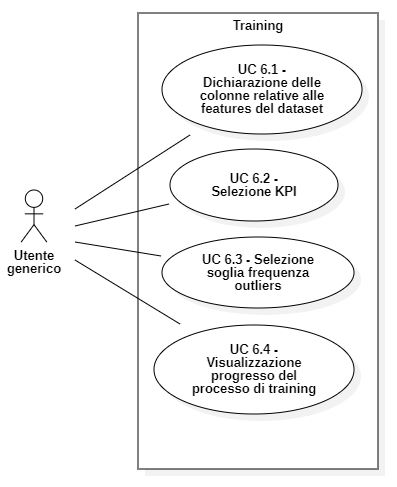 Training
UC 6.1 -
Dichiarazione delle
colonne relative alle
features del dataset
UC 6.2 -
Selezione KPI
Utente
generico
UC 6.3 - Selezione
soglia frequenza
outliers
UC 6.4 -
Visualizzazione
progresso del
processo di training